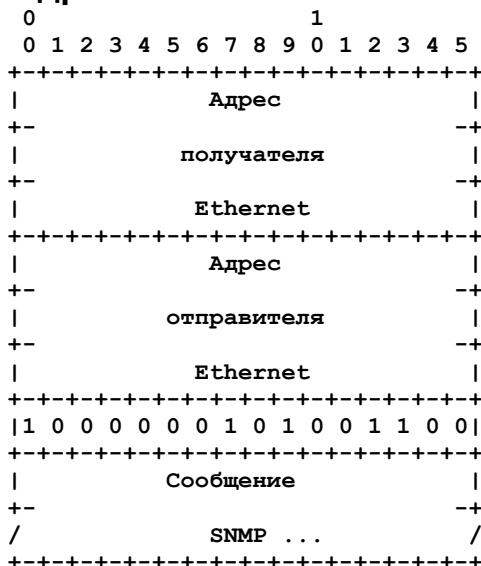 0                   1
0 1 2 3 4 5 6 7 8 9 0 1 2 3 4 5
+-+-+-+-+-+-+-+-+-+-+-+-+-+-+-+-+
|             Адрес             |
+-                             -+
|           получателя          |
+-                             -+
|            Ethernet           |
+-+-+-+-+-+-+-+-+-+-+-+-+-+-+-+-+
|             Адрес             |
+-                             -+
|          отправителя          |
+-                             -+
|            Ethernet           |
+-+-+-+-+-+-+-+-+-+-+-+-+-+-+-+-+
|1 0 0 0 0 0 0 1 0 1 0 0 1 1 0 0|
+-+-+-+-+-+-+-+-+-+-+-+-+-+-+-+-+
|          Сообщение            |
+-                             -+
/             SNMP ...          /
+-+-+-+-+-+-+-+-+-+-+-+-+-+-+-+-+